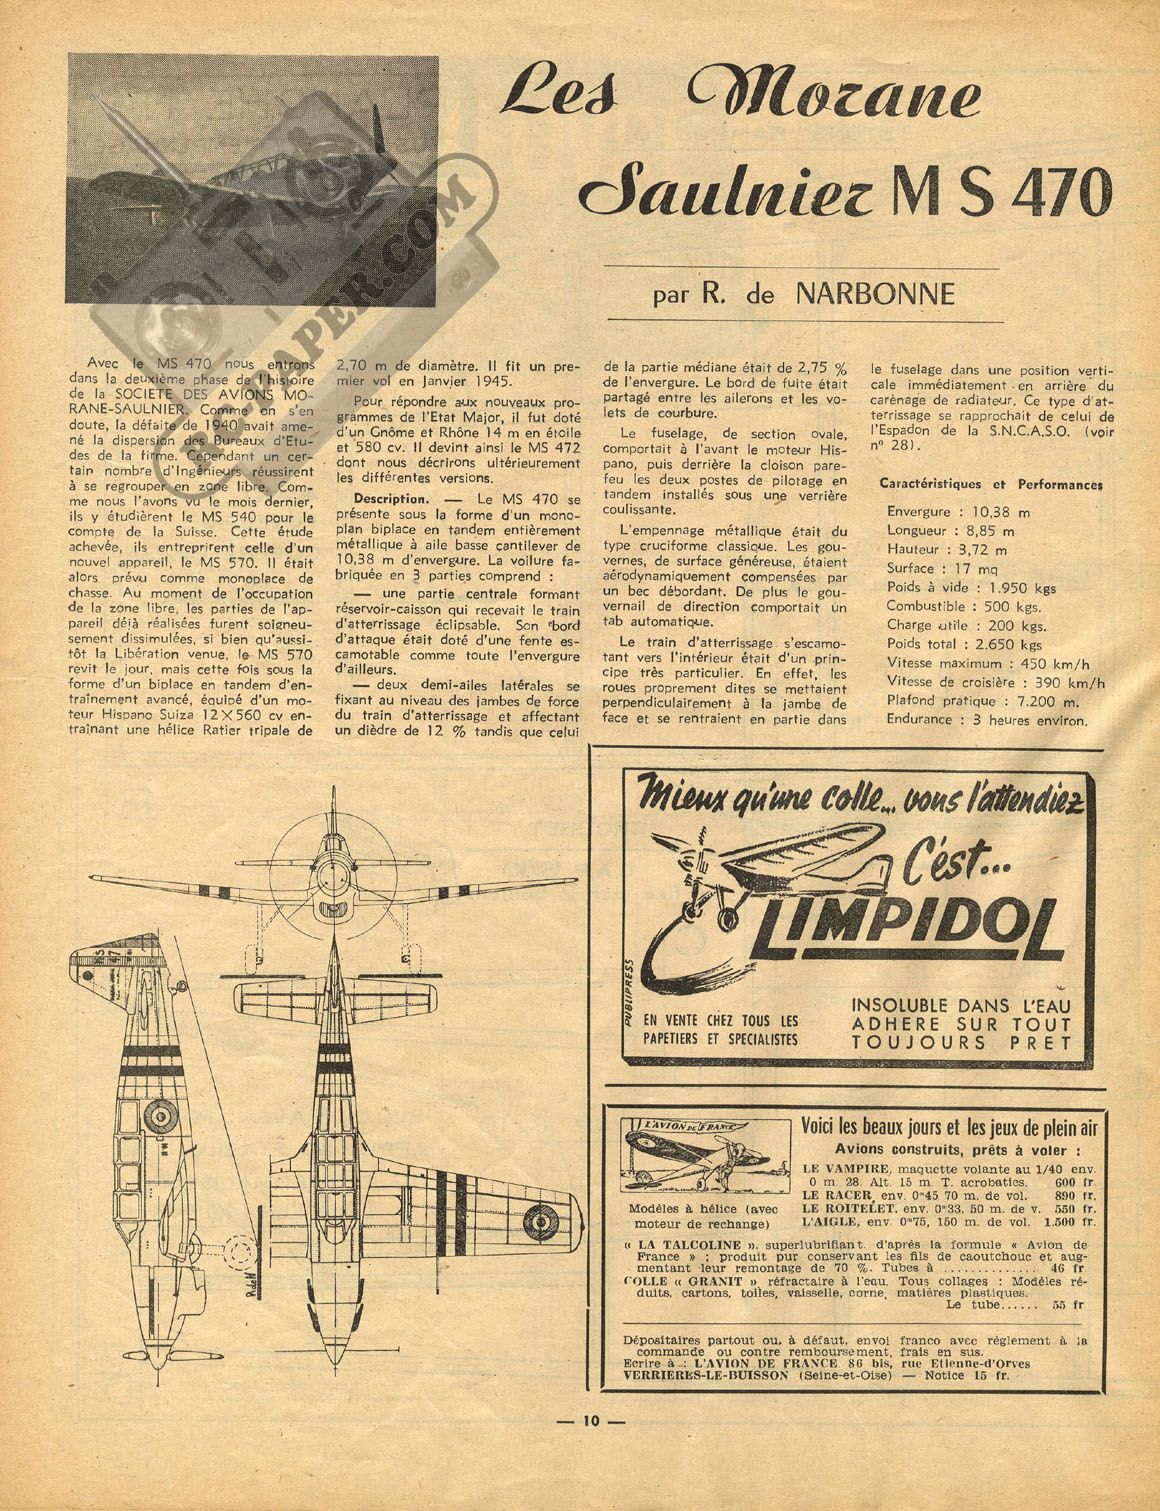 Les Morane
Saulnier M S 470
par R. de NARBONNE
RCPAPER.COM
Avec le MS 470 nous entrons
dans la deuxième phase de l'histoire
de la SOCIETE DES AVIONS MO-
RANE-SAULNIER. Comme on s'en
doute, la défaite de 1940 avait ame-
né la dispersion des Bureaux d'Etu-
des de la firme. Cependant un cer-
tain nombre d'Ingénieurs réussirent
à se regrouper en zone libre. Com-
me nous l'avons vu le mois dernier,
ils y étudièrent le MS 540 pour le
compte de la Suisse. Cette étude
achevée, ils entreprirent celle d'un
nouvel appareil, le MS 570. Il était
alors prévu comme monoplace de
chasse. Au moment de l'occupation
de la zone libre, les parties de l'ap-
pareil déjà réalisées furent soigneu-
sement dissimulées, si bien qu'aussi-
tôt la Libération venue, le MS 570
revit le jour, mais cette fois sous la
forme d'un biplace en tandem d'en-
traînement avancé, équipé d'un mo-
teur Hispano Suiza 12X560 cv en-
traînant une hélice Ratier tripale de
2,70 m de diamètre. Il fit un pre-
mier vol en Janvier 1945.
Pour répondre aux nouveaux pro-
grammes de l'Etat Major, il fut doté
d'un Gnôme et Rhône 14 m en étoile
et 580 cv. Il devint ainsi le MS 472
dont nous décrirons ultérieurement
les différentes versions.
Description. — Le MS 470 se
présente sous la forme d'un mono-
plan biplace en tandem entièrement
métallique à aile basse cantilever de
10,38 m d'envergure. La voilure fa-
briquée en 3 parties comprend :
— une partie centrale formant
réservoir-caisson qui recevait le train
d'atterrissage éclipsable. Son bord
d'attaque était doté d'une fente es-
camotable comme toute l'envergure
d'ailleurs.
— deux demi-ailes latérales se
fixant au niveau des jambes de force
du train d'atterrissage et affectant
un dièdre de 12 % tandis que celui
de la partie médiane était de 2,75 %
de l'envergure. Le bord de fuite était
partagé entre les ailerons et les vo-
lets de courbure.
Le fuselage, de section ovale,
comportait à l'avant le moteur His-
pano, puis derrière la cloison pare-
feu les deux postes de pilotage en
tandem installés sous une verrière
coulissante.
L'empennage métallique était du
type cruciforme classique. Les gou-
vernes, de surface généreuse, étaient
aérodynamiquement compensées par
un bec débordant. De plus le gou-
vernail de direction comportait un
tab automatique.
Le train d'atterrissage s'escamo-
tant vers l'intérieur était d'un prin-
cipe très particulier. En effet, les
roues proprement dites se mettaient
perpendiculairement à la jambe de
face et se rentraient en partie dans
le fuselage dans une position verti-
cale immédiatement en arrière du
carénage de radiateur. Ce type d'at-
terrissage se rapprochait de celui de
l'Espadon de la S.N.C.A.S.O. (voir
n° 28).
Caractéristiques et Performances
Envergure : 10,38 m
Longueur : 8,85 m
Hauteur : 3,72 m
Surface : 17 mq
Poids à vide : 1.950 kgs
Combustible : 500 kgs.
Charge utile : 200 kgs.
Poids total : 2.650 kgs
Vitesse maximum : 450 km/h
Vitesse de croisière : 390 km/h
Plafond pratique : 7.200 m.
Endurance : 3 heures environ.
RS
47
R.deN
Mieux qu'une colle... vous l'attendiez
C'est...
LIMPIDOL
PUBLIPRESS
EN VENTE CHEZ TOUS LES
PAPETIERS ET SPECIALISTES
INSOLUBLE DANS L'EAU
ADHERE SUR TOUT
TOUJOURS PRET
L'AVION DE FRANCE
Modèles à hélice (avec
moteur de rechange)
Voici les beaux jours et les jeux de plein air
Avions construits, prêts à voler :
LE VAMPIRE, maquette volante au 1/40 env.
0 m. 28. Alt. 15 m. T. acrobatics. 600 fr.
LE RACER, env. 0m45 70 m. de vol. 890 fr.
LE ROITELET, env. 0m33, 50 m. de v. 550 fr.
L'AIGLE, env. 0m75, 150 m. de vol. 1.500 fr.
« LA TALCOLINE », superlubrifiant, d'après la formule « Avion de
France » ; produit pur conservant les fils de caoutchouc et aug-
mentant leur remontage de 70 %. Tubes à .............. 46 fr
COLLE « GRANIT » réfractaire à l'eau. Tous collages : Modèles ré-
duits, cartons, toiles, vaisselle, corne, matières plastiques.
Le tube...... 55 fr
Dépositaires partout ou, à défaut, envoi franco avec règlement à la
commande ou contre remboursement, frais en sus.
Ecrire à : L'AVION DE FRANCE 86 bis, rue Etienne-d'Orves
VERRIERES-LE-BUISSON (Seine-et-Oise) — Notice 15 fr.
— 10 —